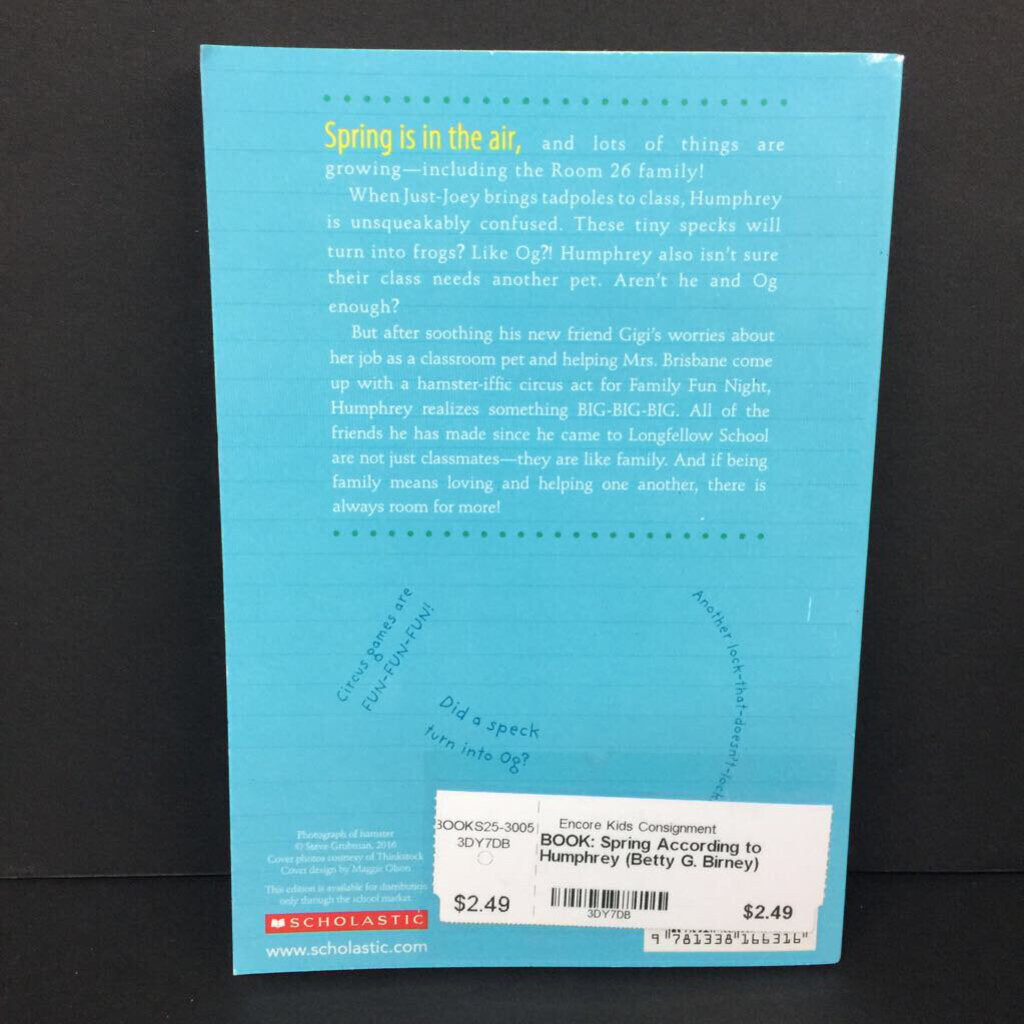 Spring is in the air, and lots of things are
growing—including the Room 26 family!
When Just-Joey brings tadpoles to class, Humphrey
is unsqueakably confused. These tiny specks will
turn into frogs? Like Og?! Humphrey also isn't sure
their class needs another pet. Aren't he and Og
enough?
But after soothing his new friend Gigi's worries about
her job as a classroom pet and helping Mrs. Brisbane come
up with a hamster-iffic circus act for Family Fun Night,
Humphrey realizes something BIG-BIG-BIG. All of the
friends he has made since he came to Longfellow School
are not just classmates—they are like family. And if being
family means loving and helping one another, there is
always room for more!
Circus games are
FUN-FUN-FUN!
Did a speck
turn into Og?
Another lock-that-doesn't-lock
Photograph of hamster
© Steve Grubman, 2016
Cover photos courtesy of Thinkstock
Cover design by Maggie Olson
This edition is available for distribution
only through the school market.
SCHOLASTIC
www.scholastic.com
BOOKS25-3005
3DY7DB
$2.49
Encore Kids Consignment
BOOK: Spring According to
Humphrey (Betty G. Birney)
3DY7DB
$2.49
9 781338 166316